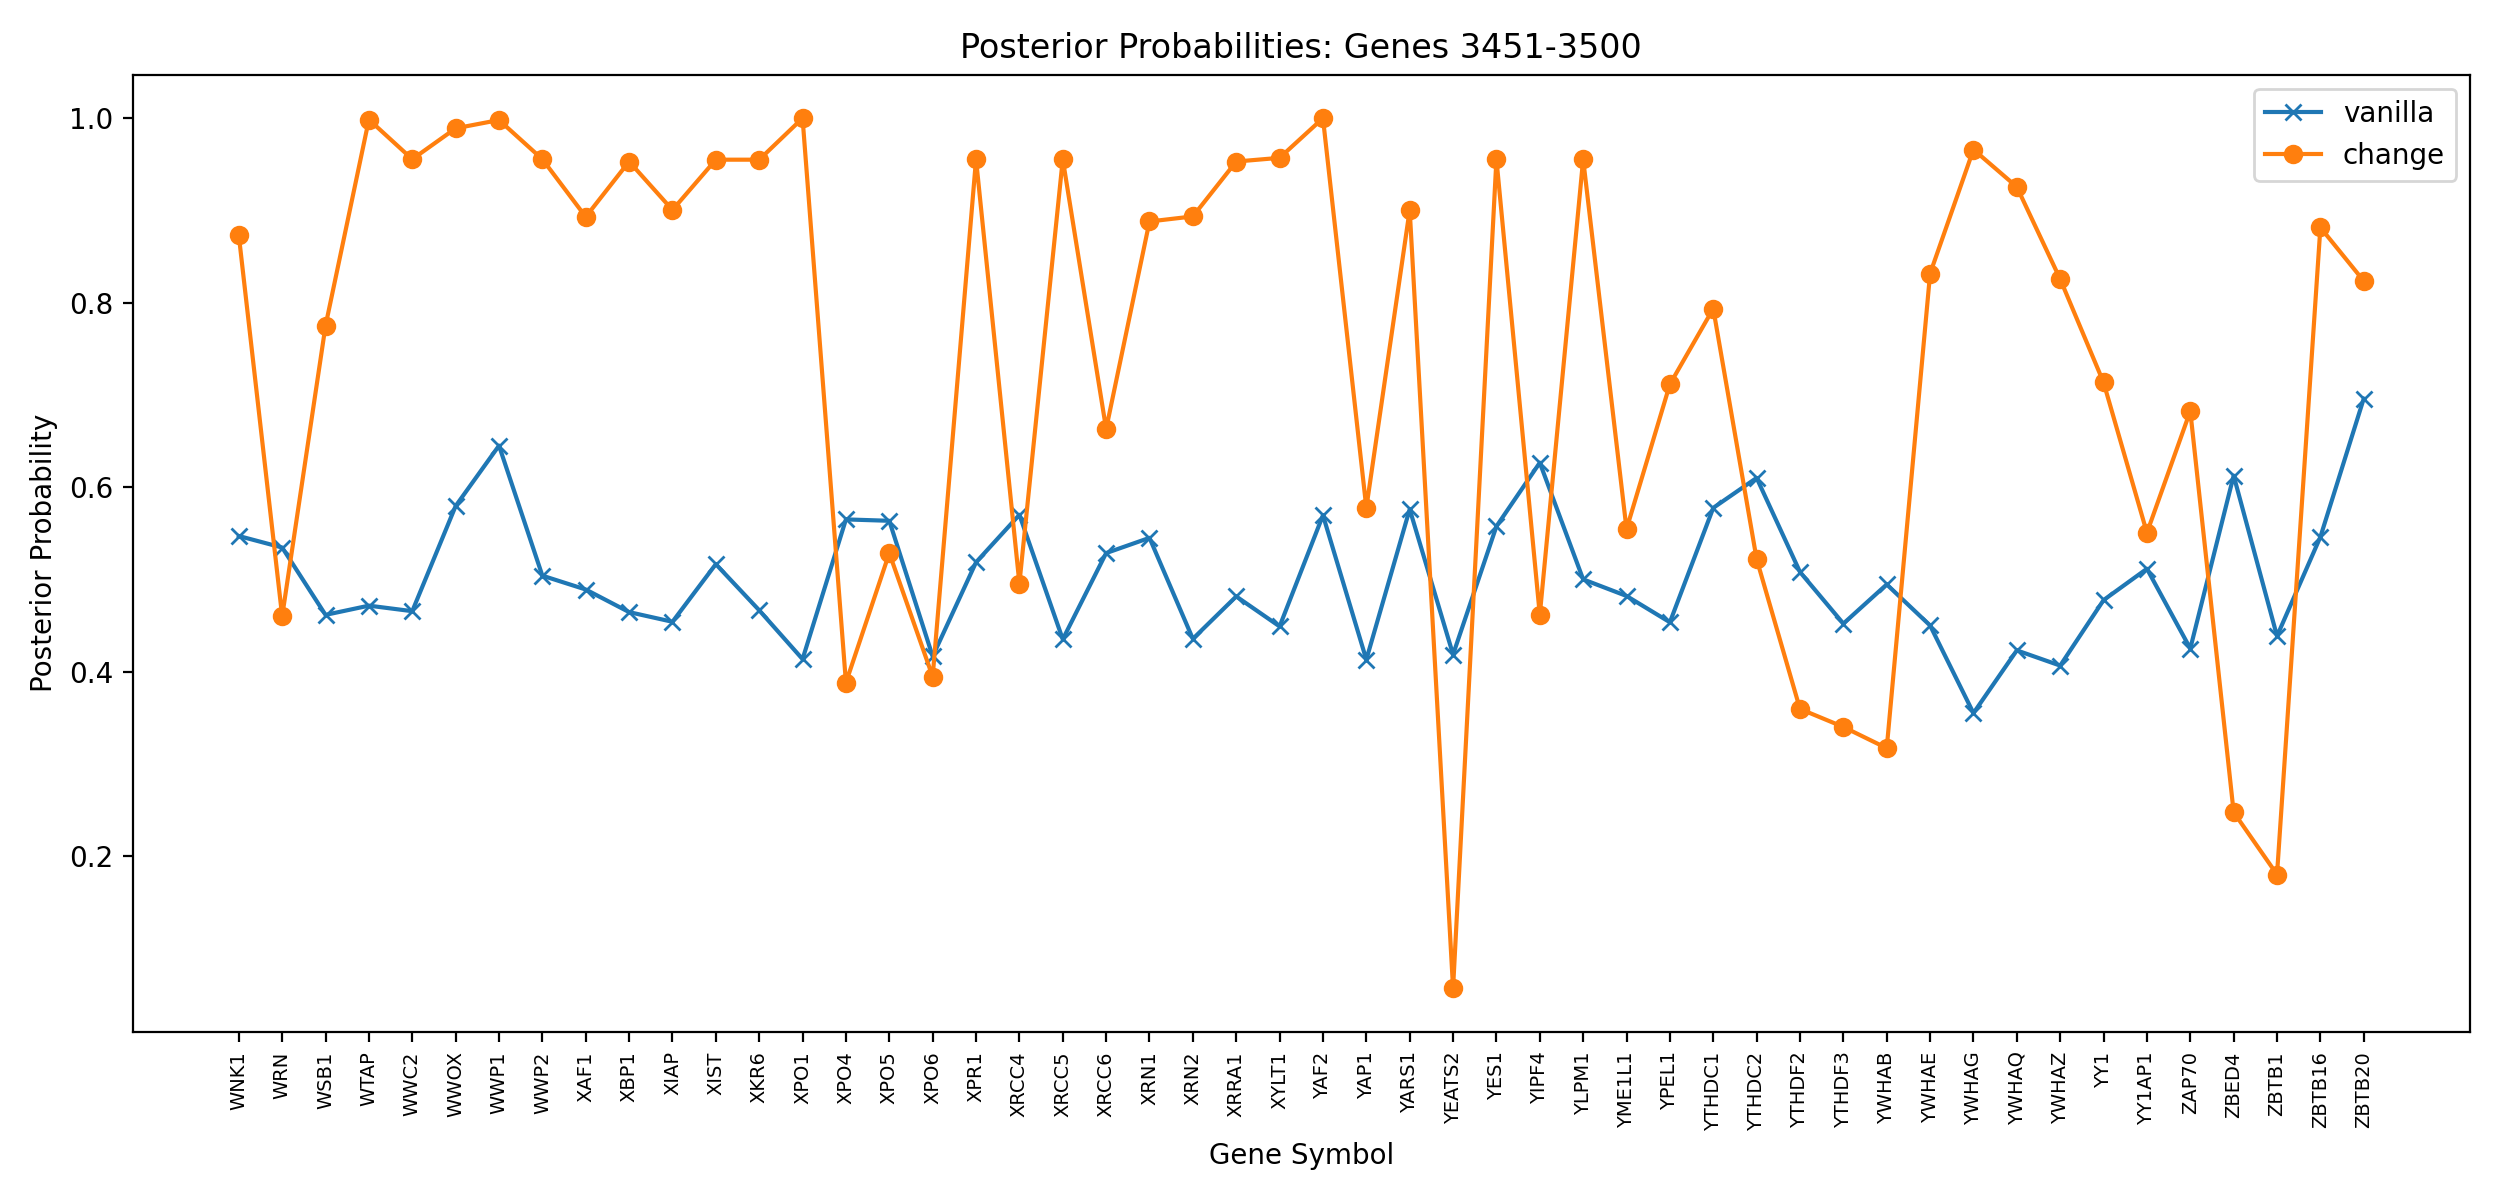 Posterior Probabilities: Genes 3451-3500
vanilla
change
Posterior Probability
1.0
0.8
0.6
0.4
0.2
WNK1
WRN
WSB1
WTAP
WWC2
WWOX
WWP1
WWP2
XAF1
XBP1
XIAP
XIST
XKR6
XPO1
XPO4
XPO5
XPO6
XPR1
XRCC4
XRCC5
XRCC6
XRN1
XRN2
XRRA1
XYLT1
YAF2
YAP1
YARS1
YEATS2
YES1
YIPF4
YLPM1
YME1L1
YPEL1
YTHDC1
YTHDC2
YTHDF2
YTHDF3
YWHAB
YWHAE
YWHAG
YWHAQ
YWHAZ
YY1
YY1AP1
ZAP70
ZBED4
ZBTB1
ZBTB16
ZBTB20
Gene Symbol